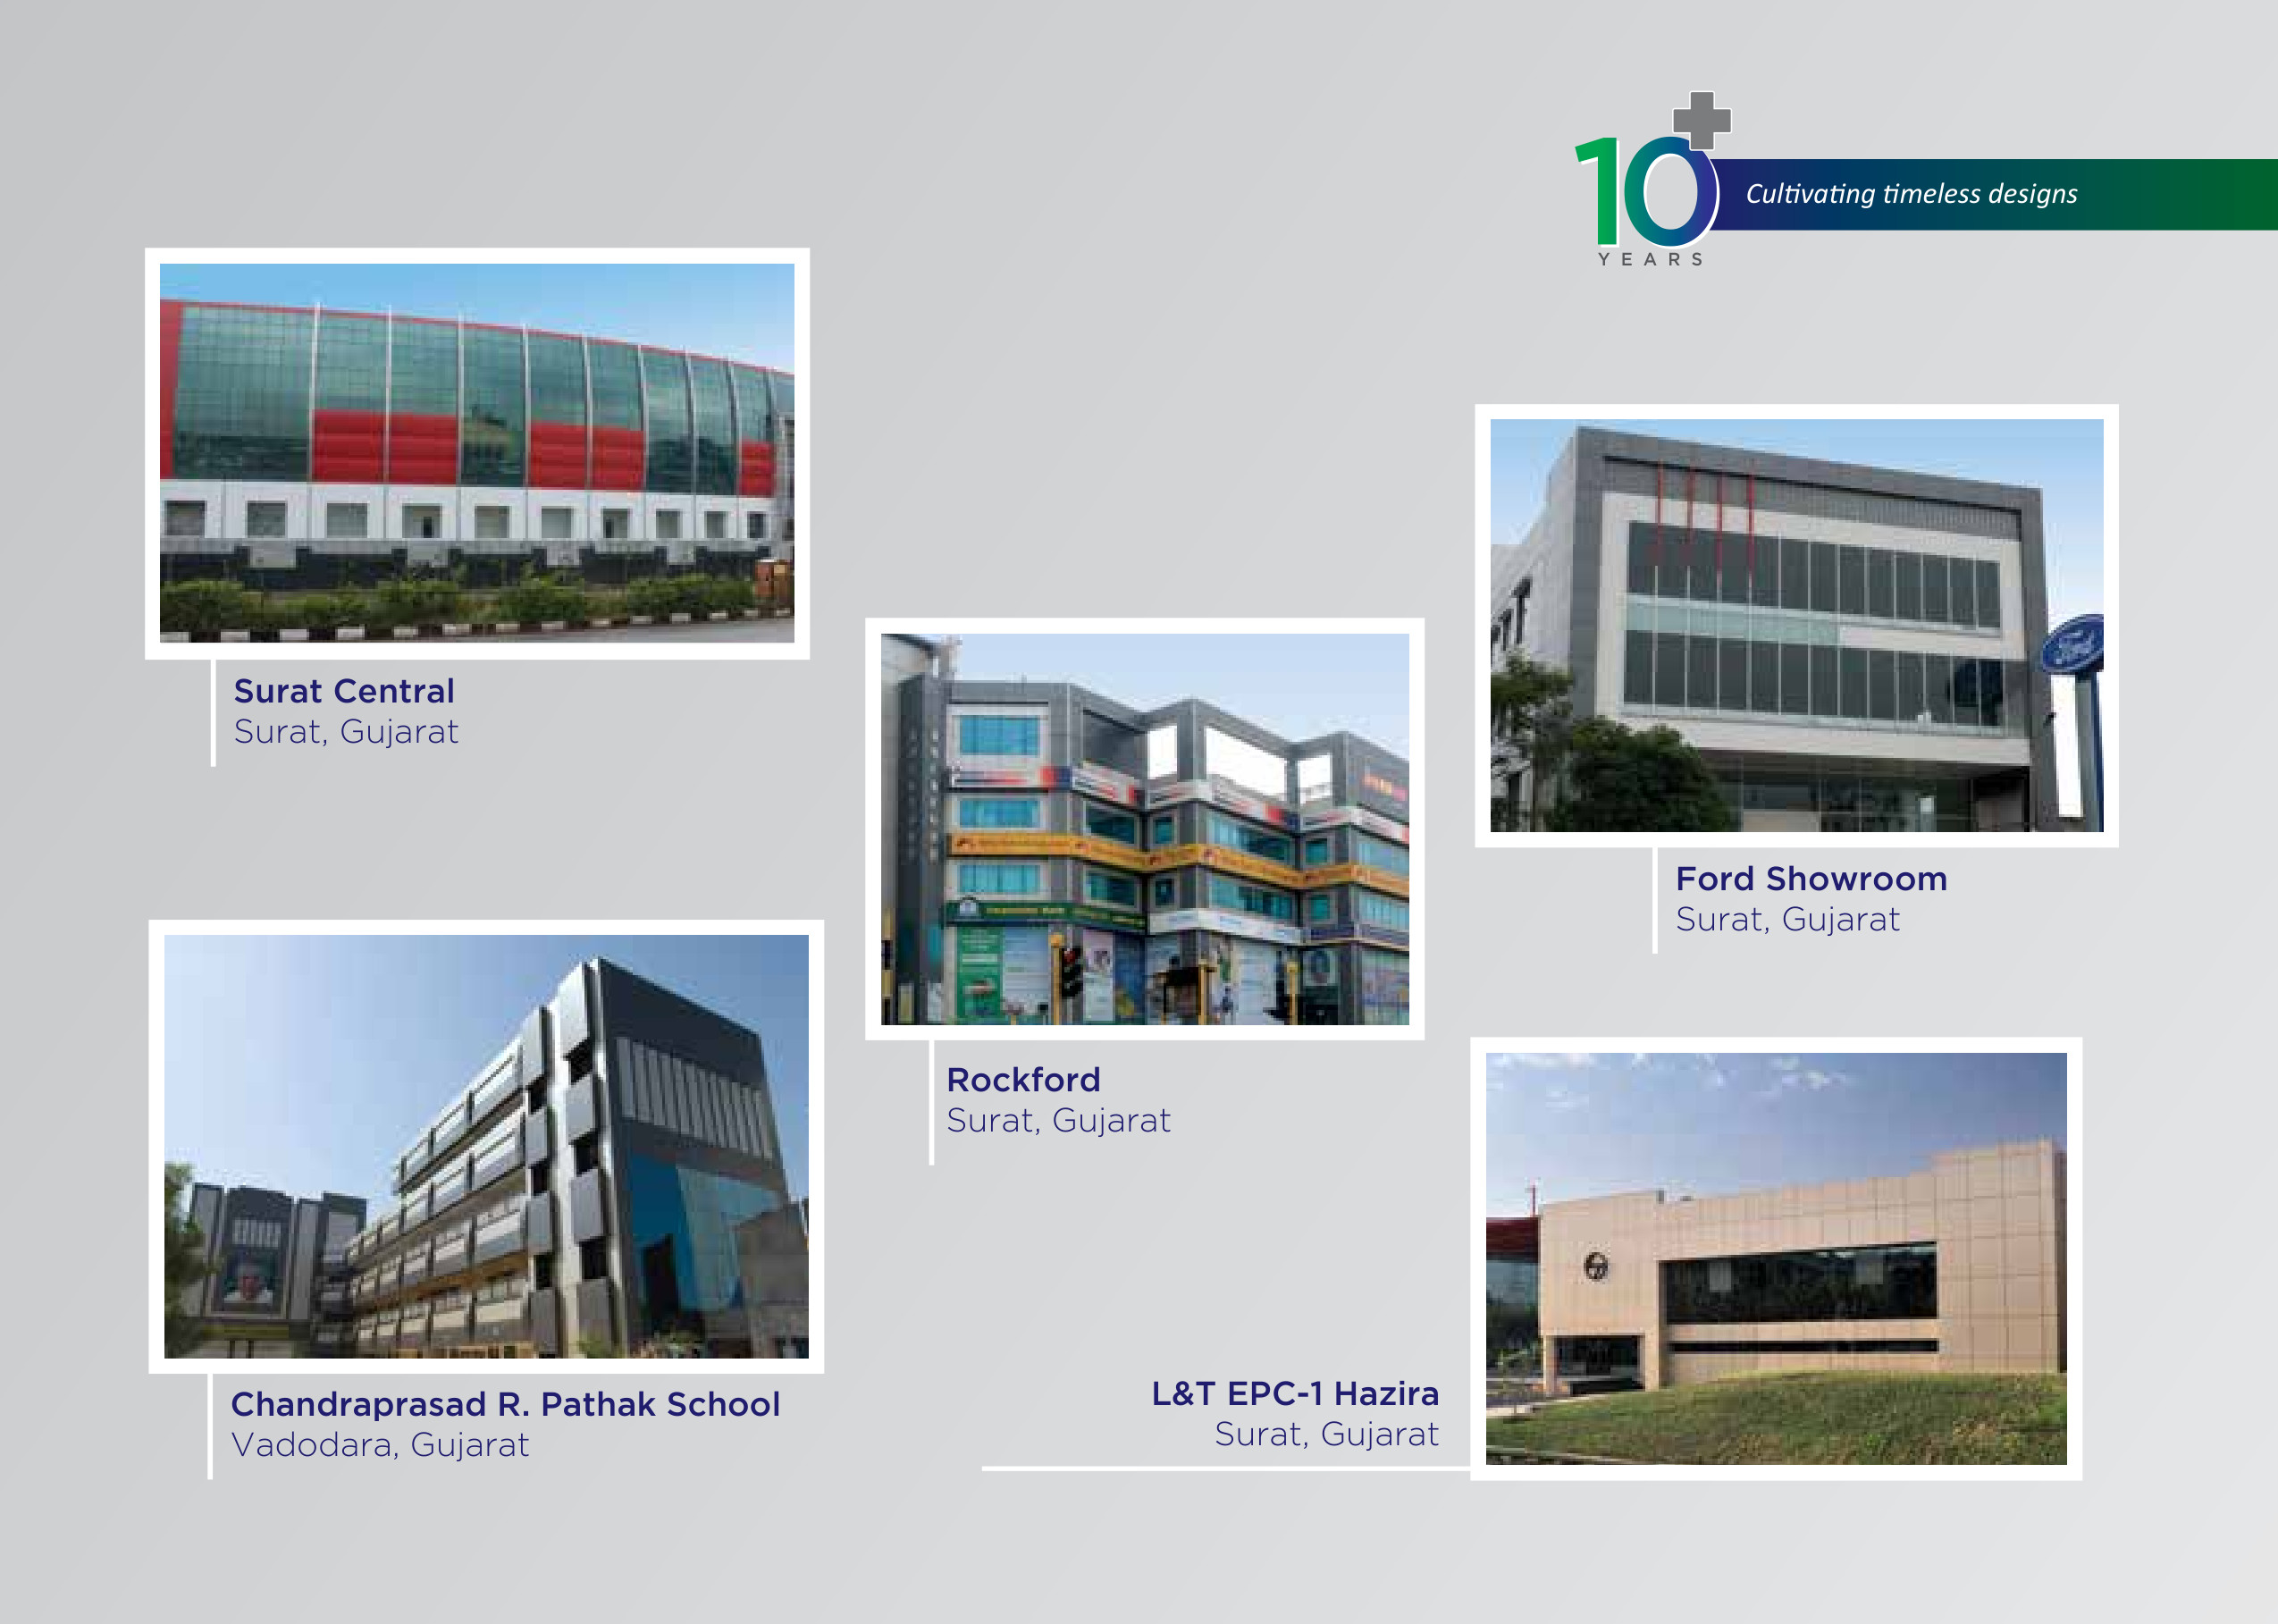 10+
YEARS
Cultivating timeless designs
Surat Central
Surat, Gujarat
Ford Showroom
Surat, Gujarat
Rockford
Surat, Gujarat
Chandraprasad R. Pathak School
Vadodara, Gujarat
L&T EPC-1 Hazira
Surat, Gujarat